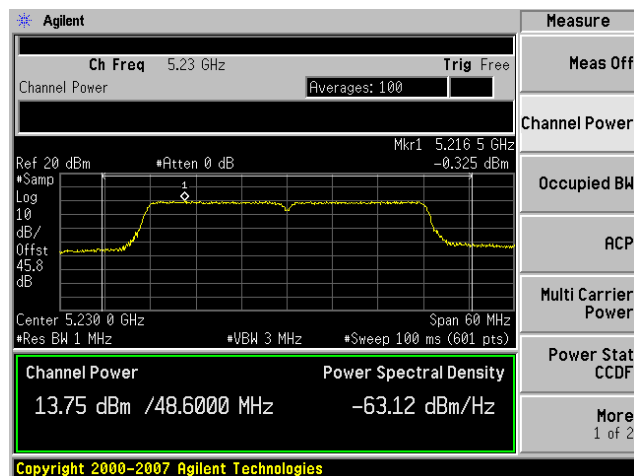 Agilent
Measure
Ch Freq 5.23 GHz Trig Free
Channel Power Averages: 100
Mkr1 5.216 5 GHz
Ref 20 dBm #Atten 0 dB -0.325 dBm
#Samp
Log
10
dB/
Offst
45.8
dB
1
Center 5.230 0 GHz Span 60 MHz
#Res BW 1 MHz #VBW 3 MHz #Sweep 100 ms (601 pts)
Channel Power Power Spectral Density
13.75 dBm /48.6000 MHz -63.12 dBm/Hz
Copyright 2000-2007 Agilent Technologies
Meas Off
Channel Power
Occupied BW
ACP
Multi Carrier
Power
Power Stat
CCDF
More
1 of 2